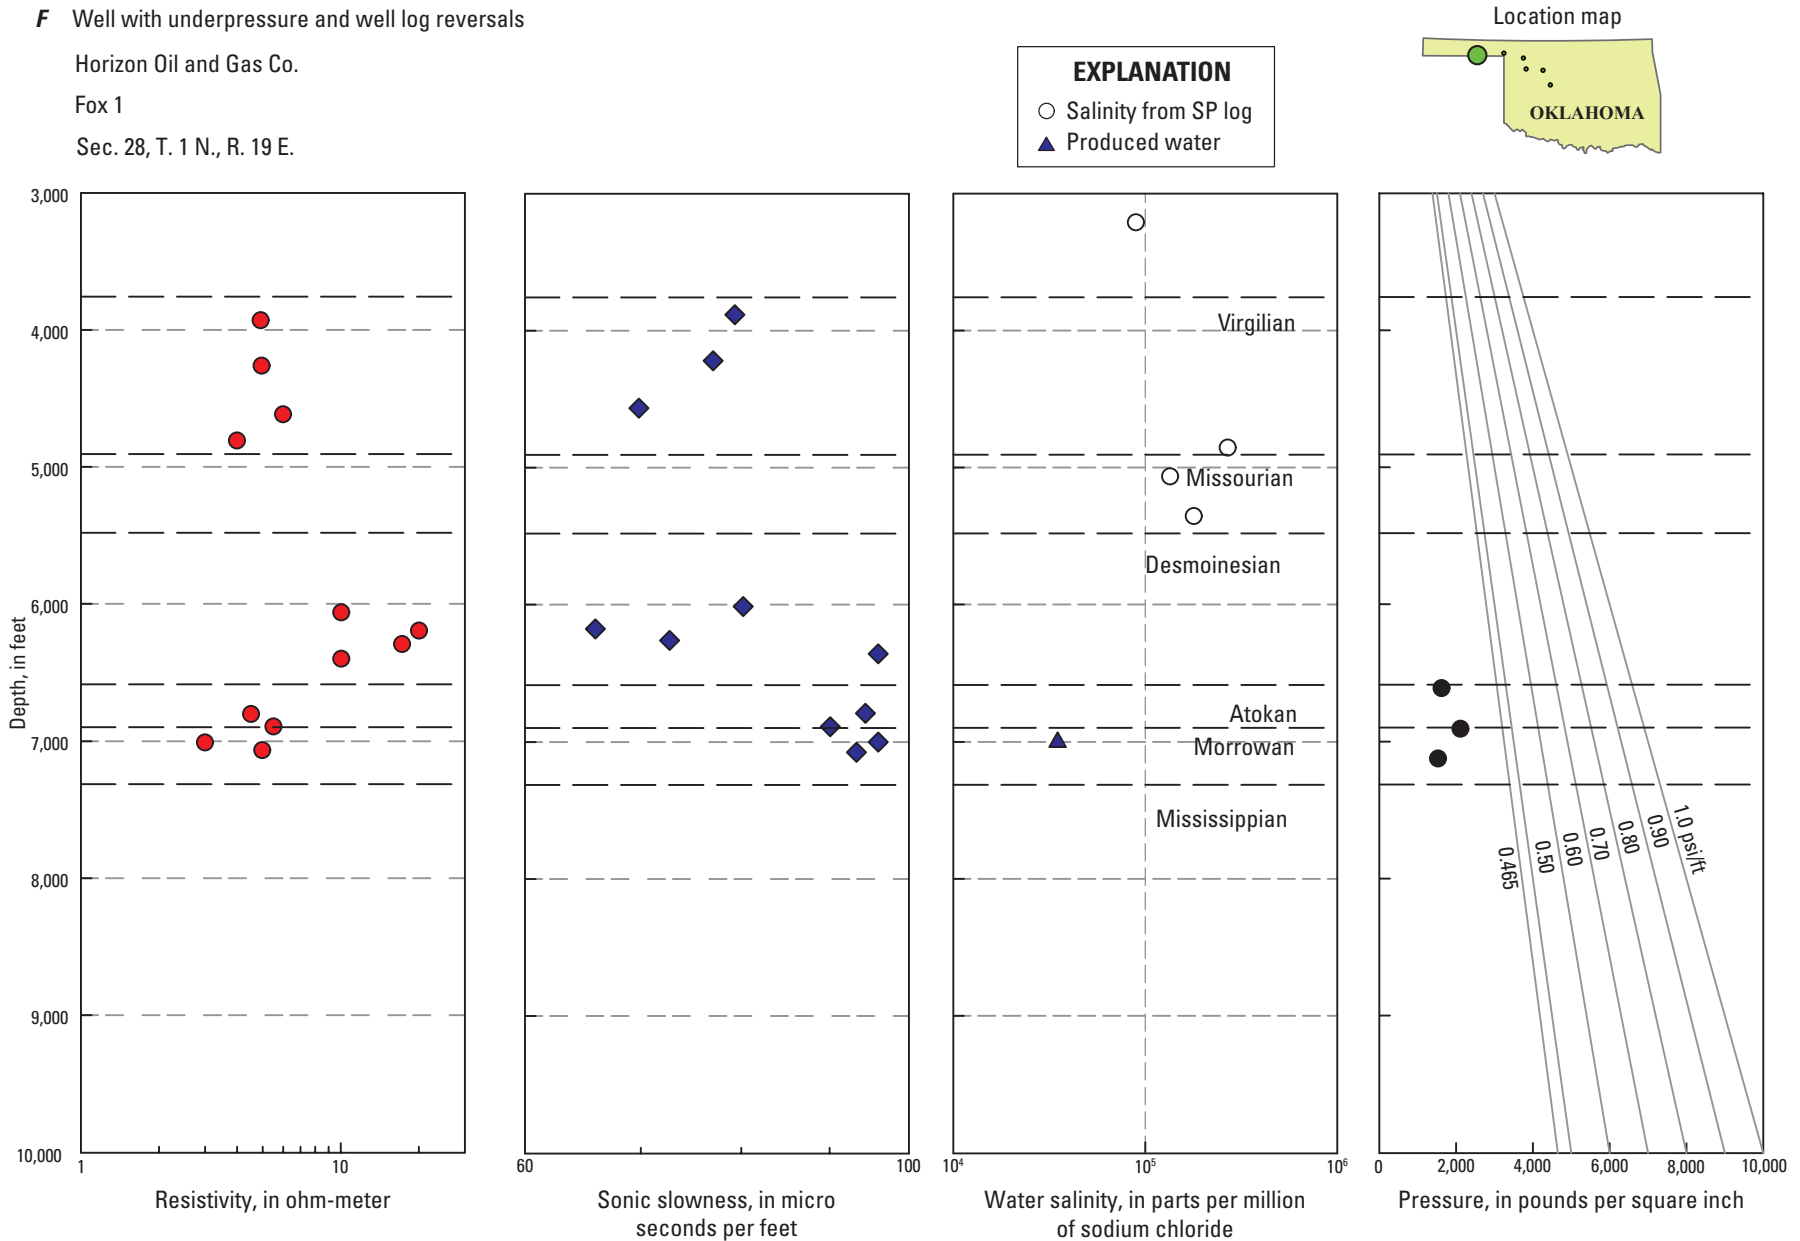 F Well with underpressure and well log reversals
Horizon Oil and Gas Co.
Fox 1
Sec. 28, T. 1 N., R. 19 E.
EXPLANATION
Salinity from SP log
Produced water
Location map
OKLAHOMA
Depth, in feet
3,000
4,000
5,000
6,000
7,000
8,000
9,000
10,000
1
10
Resistivity, in ohm-meter
60
100
Sonic slowness, in micro
seconds per feet
Virgilian
Missourian
Desmoinesian
Atokan
Morrowan
Mississippian
10⁴
10⁵
10⁶
Water salinity, in parts per million
of sodium chloride
0.465
0.50
0.60
0.70
0.80
0.90
1.0 psi/ft
0
2,000
4,000
6,000
8,000
10,000
Pressure, in pounds per square inch